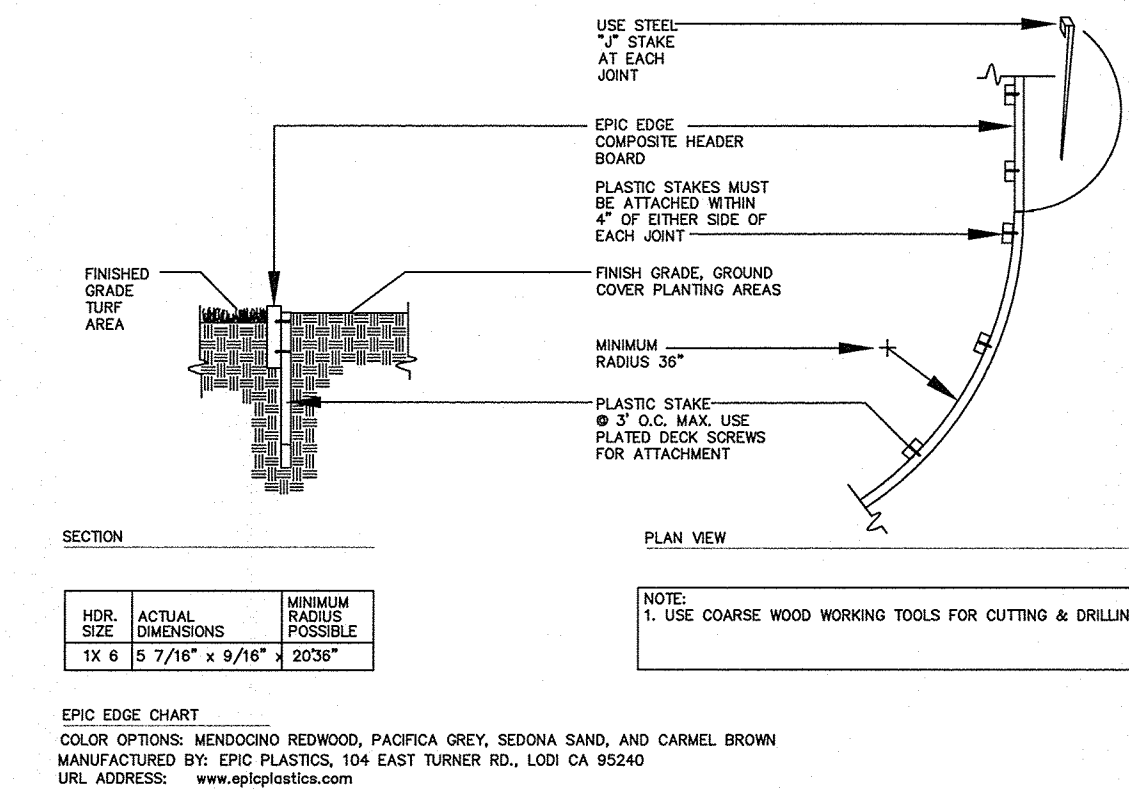 USE STEEL
"J" STAKE
AT EACH
JOINT
EPIC EDGE
COMPOSITE HEADER
BOARD
PLASTIC STAKES MUST
BE ATTACHED WITHIN
4" OF EITHER SIDE OF
EACH JOINT
FINISHED
GRADE
TURF
AREA
FINISH GRADE, GROUND
COVER PLANTING AREAS
MINIMUM
RADIUS 36"
PLASTIC STAKE
@ 3' O.C. MAX. USE
PLATED DECK SCREWS
FOR ATTACHMENT
SECTION
PLAN VIEW
HDR.
SIZE
ACTUAL
DIMENSIONS
MINIMUM
RADIUS
POSSIBLE
1X 6
5 7/16" x 9/16" x 20'
36"
NOTE:
1. USE COARSE WOOD WORKING TOOLS FOR CUTTING & DRILLIN
EPIC EDGE CHART
COLOR OPTIONS: MENDOCINO REDWOOD, PACIFICA GREY, SEDONA SAND, AND CARMEL BROWN
MANUFACTURED BY: EPIC PLASTICS, 104 EAST TURNER RD., LODI CA 95240
URL ADDRESS: www.epicplastics.com